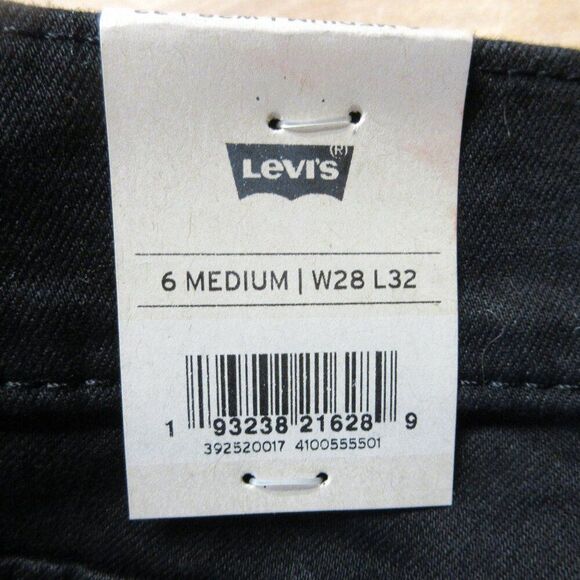 LEVI'S (R)
6 MEDIUM | W28 L32
1 93238 21628 9
392520017 4100555501